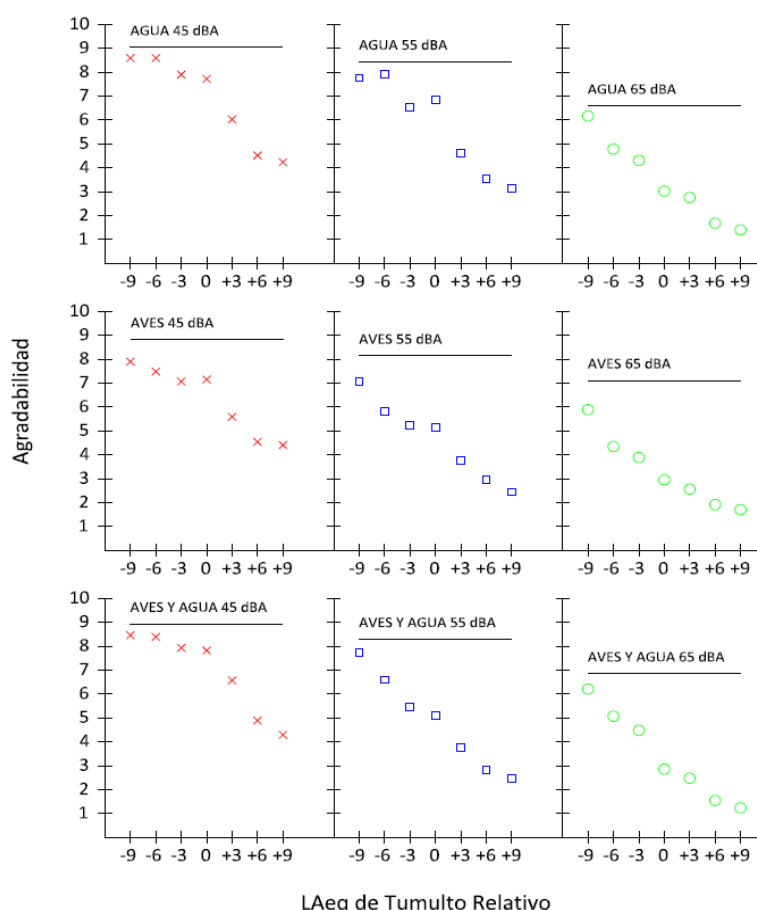 10
9
8
7
6
5
4
3
2
1
AGUA 45 dBA
AGUA 55 dBA
AGUA 65 dBA
-9 -6 -3 0 +3 +6 +9
-9 -6 -3 0 +3 +6 +9
-9 -6 -3 0 +3 +6 +9
Agradabilidad
10
9
8
7
6
5
4
3
2
1
AVES 45 dBA
AVES 55 dBA
AVES 65 dBA
-9 -6 -3 0 +3 +6 +9
-9 -6 -3 0 +3 +6 +9
-9 -6 -3 0 +3 +6 +9
10
9
8
7
6
5
4
3
2
1
AVES Y AGUA 45 dBA
AVES Y AGUA 55 dBA
AVES Y AGUA 65 dBA
-9 -6 -3 0 +3 +6 +9
-9 -6 -3 0 +3 +6 +9
-9 -6 -3 0 +3 +6 +9
LAeq de Tumulto Relativo